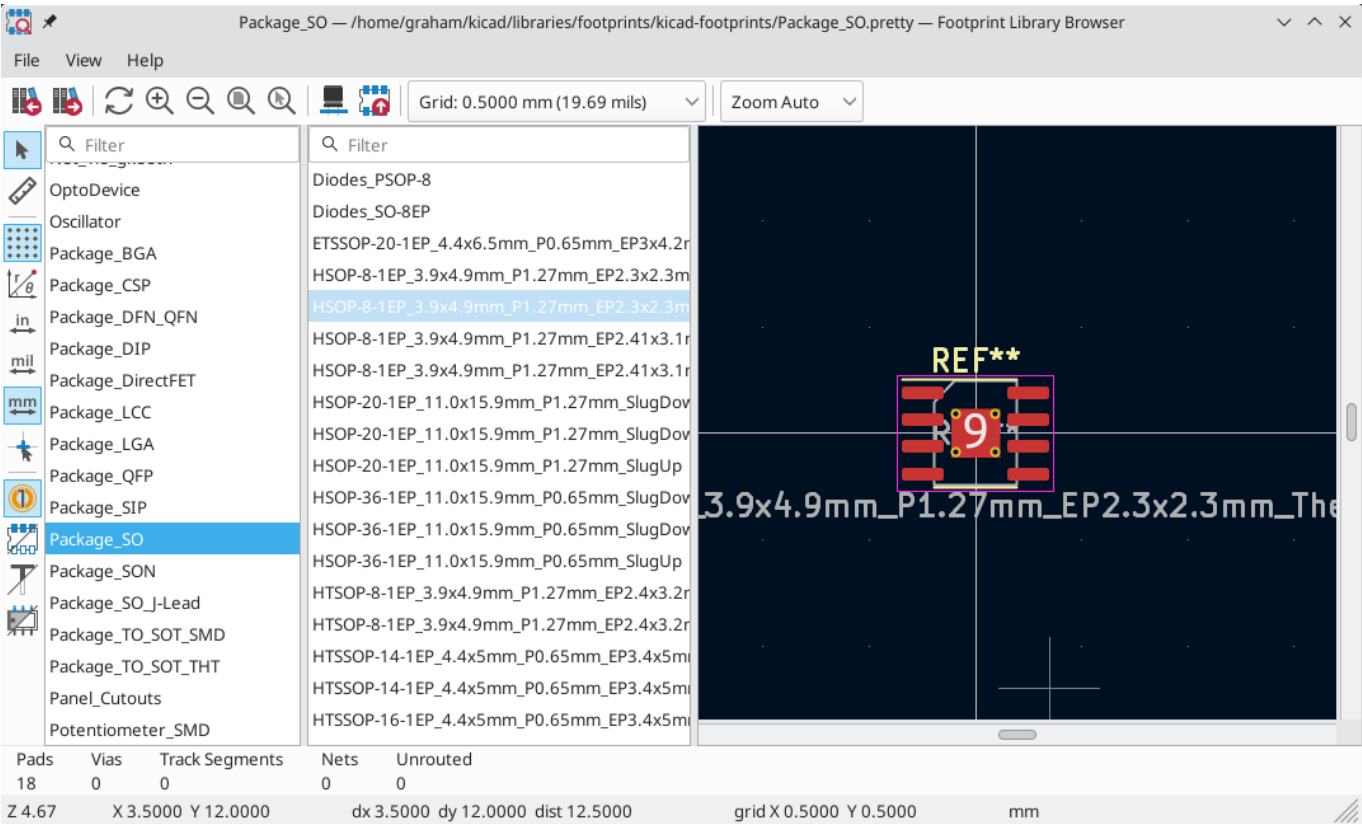 Package_SO — /home/graham/kicad/libraries/footprints/kicad-footprints/Package_SO.pretty — Footprint Library Browser
File View Help
Grid: 0.5000 mm (19.69 mils) Zoom Auto
in
mil
mm
Filter
OptoDevice
Oscillator
Package_BGA
Package_CSP
Package_DFN_QFN
Package_DIP
Package_DirectFET
Package_LCC
Package_LGA
Package_QFP
Package_SIP
Package_SO
Package_SON
Package_SO_J-Lead
Package_TO_SOT_SMD
Package_TO_SOT_THT
Panel_Cutouts
Potentiometer_SMD
Filter
Diodes_PSOP-8
Diodes_SO-8EP
ETSSOP-20-1EP_4.4x6.5mm_P0.65mm_EP3x4.2r
HSOP-8-1EP_3.9x4.9mm_P1.27mm_EP2.3x2.3m
HSOP-8-1EP_3.9x4.9mm_P1.27mm_EP2.3x2.3m
HSOP-8-1EP_3.9x4.9mm_P1.27mm_EP2.41x3.1r
HSOP-8-1EP_3.9x4.9mm_P1.27mm_EP2.41x3.1r
HSOP-20-1EP_11.0x15.9mm_P1.27mm_SlugDov
HSOP-20-1EP_11.0x15.9mm_P1.27mm_SlugDov
HSOP-20-1EP_11.0x15.9mm_P1.27mm_SlugUp
HSOP-36-1EP_11.0x15.9mm_P0.65mm_SlugDov
HSOP-36-1EP_11.0x15.9mm_P0.65mm_SlugDov
HSOP-36-1EP_11.0x15.9mm_P0.65mm_SlugUp
HTSOP-8-1EP_3.9x4.9mm_P1.27mm_EP2.4x3.2r
HTSOP-8-1EP_3.9x4.9mm_P1.27mm_EP2.4x3.2r
HTSSOP-14-1EP_4.4x5mm_P0.65mm_EP3.4x5m
HTSSOP-14-1EP_4.4x5mm_P0.65mm_EP3.4x5m
HTSSOP-16-1EP_4.4x5mm_P0.65mm_EP3.4x5m
REF**
9
_3.9x4.9mm_P1.27mm_EP2.3x2.3mm_The
Pads Vias Track Segments Nets Unrouted
18 0 0 0 0
Z 4.67 X 3.5000 Y 12.0000 dx 3.5000 dy 12.0000 dist 12.5000 grid X 0.5000 Y 0.5000 mm